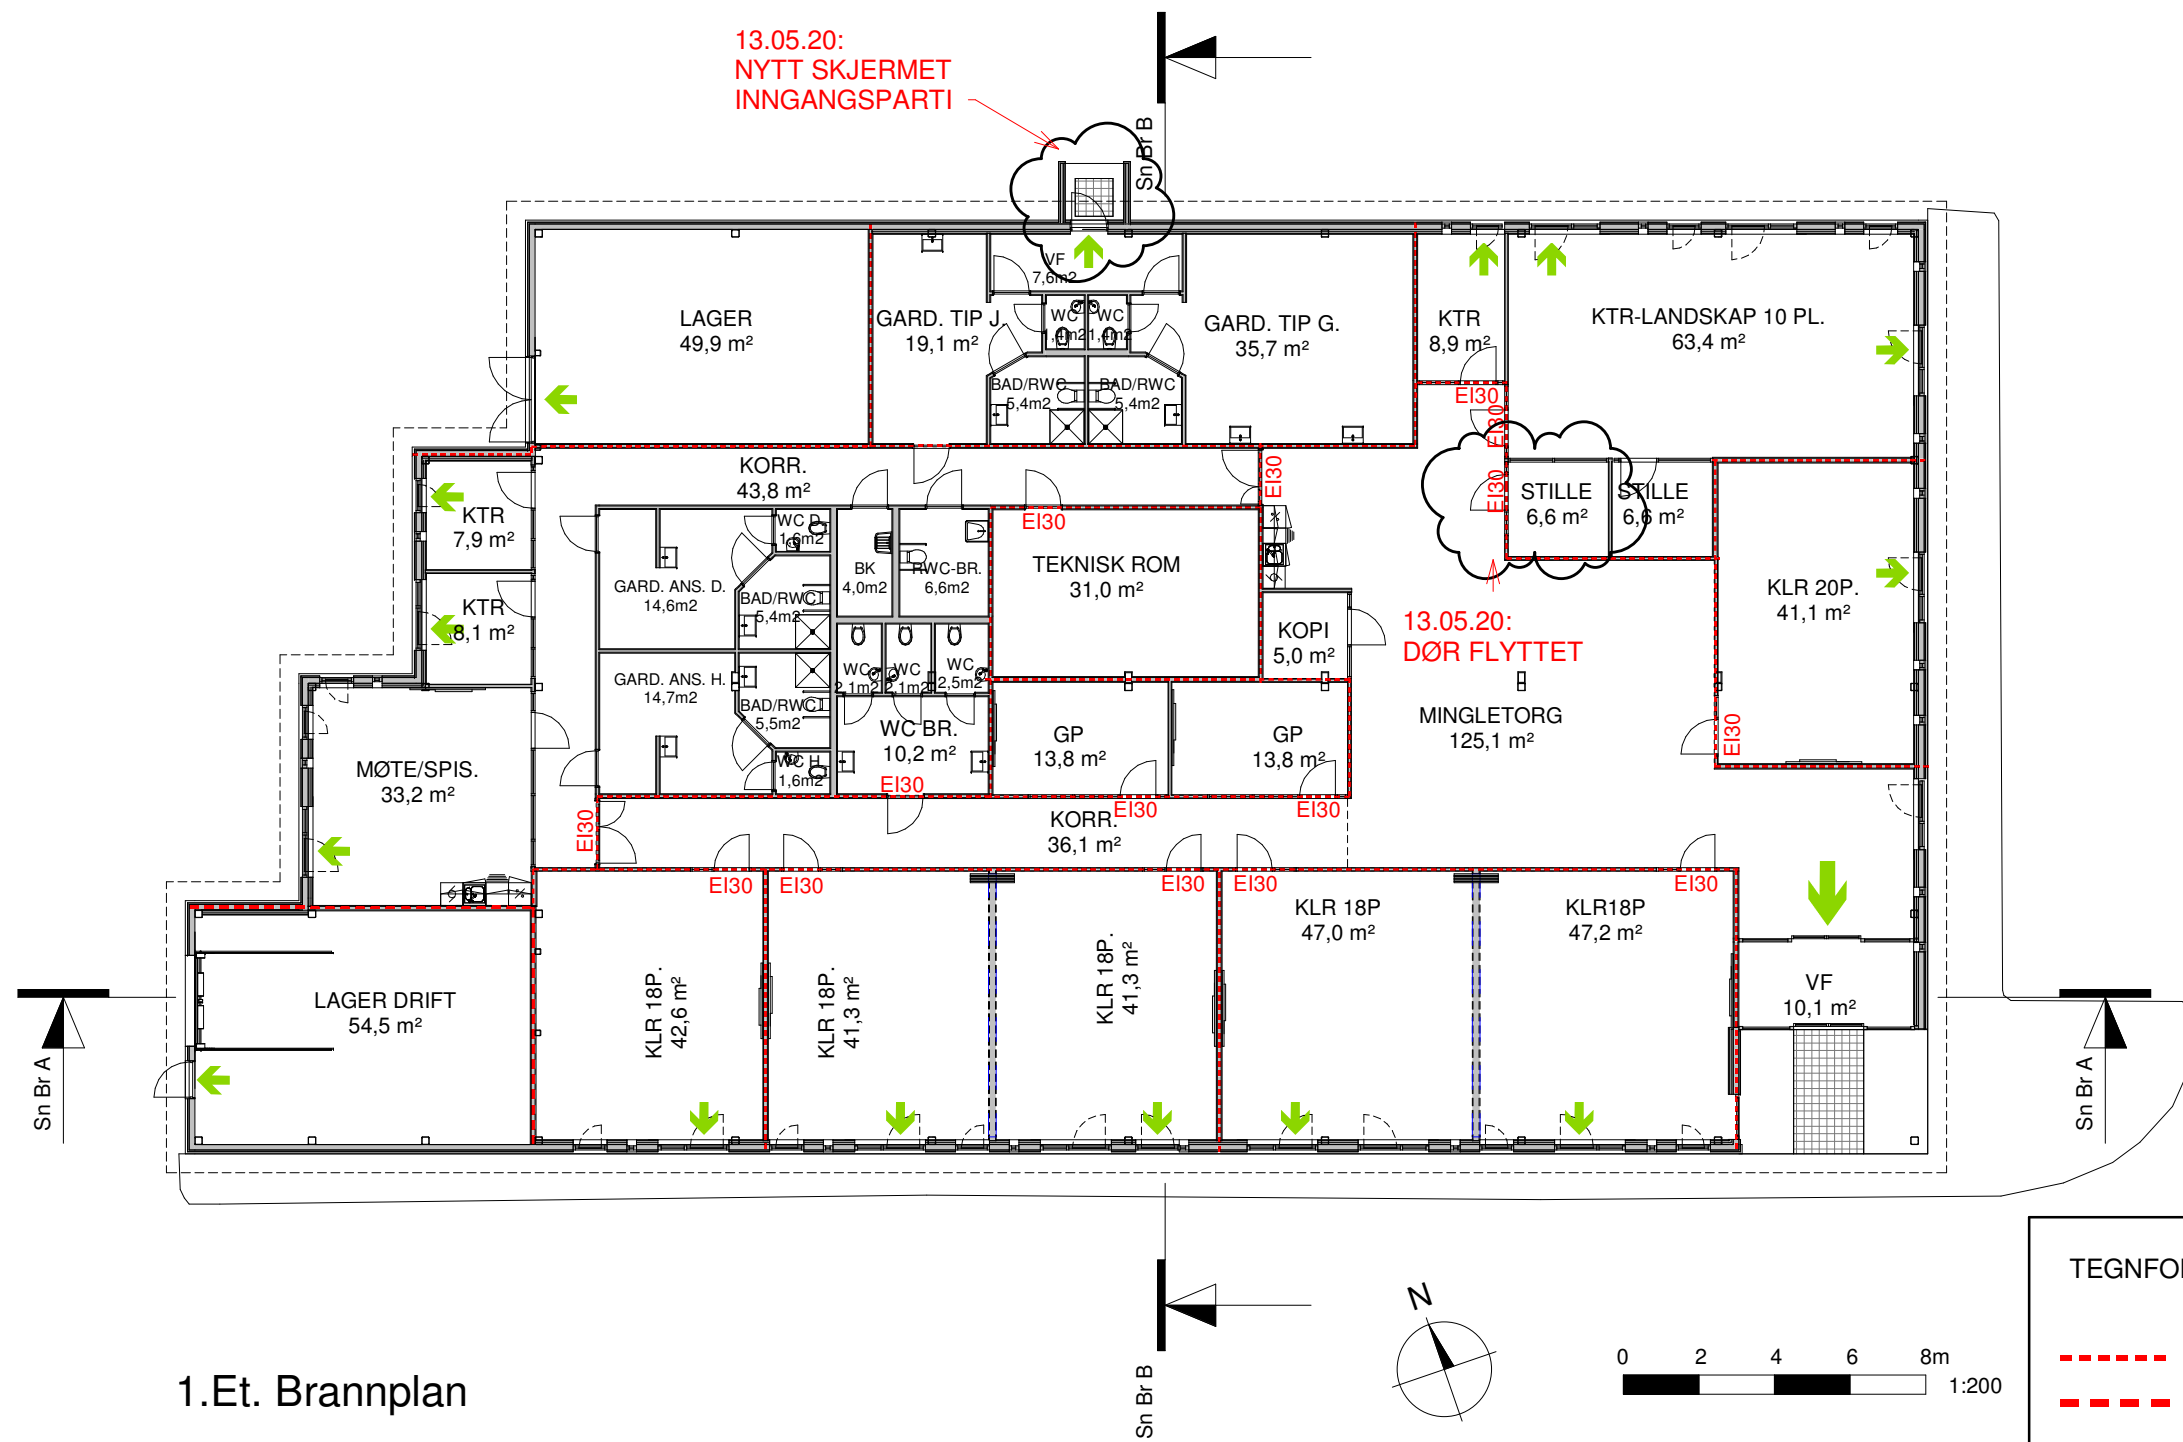 13.05.20:
NYTT SKJERMET
INNGANGSPARTI
Sn Br B
VF
7,6m2
LAGER
49,9 m²
GARD. TIP J.
19,1 m²
WC
1,4m2
WC
1,4m2
GARD. TIP G.
35,7 m²
KTR
8,9 m²
KTR-LANDSKAP 10 PL.
63,4 m²
BAD/RWC
5,4m2
BAD/RWC
5,4m2
EI30
EI30
KORR.
43,8 m²
EI30
EI30
STILLE
6,6 m²
STILLE
6,6 m²
KTR
7,9 m²
WC D.
1,6m2
EI30
BK
4,0m2
RWC-BR.
6,6m2
TEKNISK ROM
31,0 m²
GARD. ANS. D.
14,6m2
BAD/RWC
5,4m2
KLR 20P.
41,1 m²
KTR
8,1 m²
KOPI
5,0 m²
13.05.20:
DØR FLYTTET
WC
2,1m2
WC
2,1m2
WC
2,5m2
GARD. ANS. H.
14,7m2
BAD/RWC
5,5m2
WC BR.
10,2 m²
GP
13,8 m²
GP
13,8 m²
MINGLETORG
125,1 m²
EI30
MØTE/SPIS.
33,2 m²
WC H.
1,6m2
EI30
EI30
EI30
EI30
KORR.
36,1 m²
EI30
EI30
EI30
EI30
EI30
KLR 18P
47,0 m²
KLR18P
47,2 m²
LAGER DRIFT
54,5 m²
KLR 18P.
42,6 m²
KLR 18P.
41,3 m²
KLR 18P.
41,3 m²
VF
10,1 m²
Sn Br A
Sn Br A
TEGNFO
N
0 2 4 6 8m
1:200
1.Et. Brannplan
Sn Br B